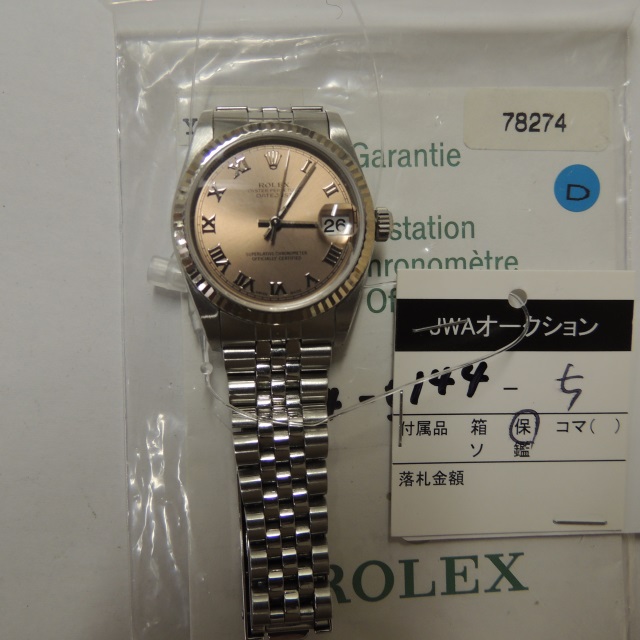 78274
Garantie
D
ROLEX
OYSTER PERPETUAL
DATEJUST
26
SUPERLATIVE CHRONOMETER
OFFICIALLY CERTIFIED
station
chronomètre
Of
JWAオークション
144 - 5
付属品 箱 保 コマ( )
ソ 鑑
落札金額
ROLEX